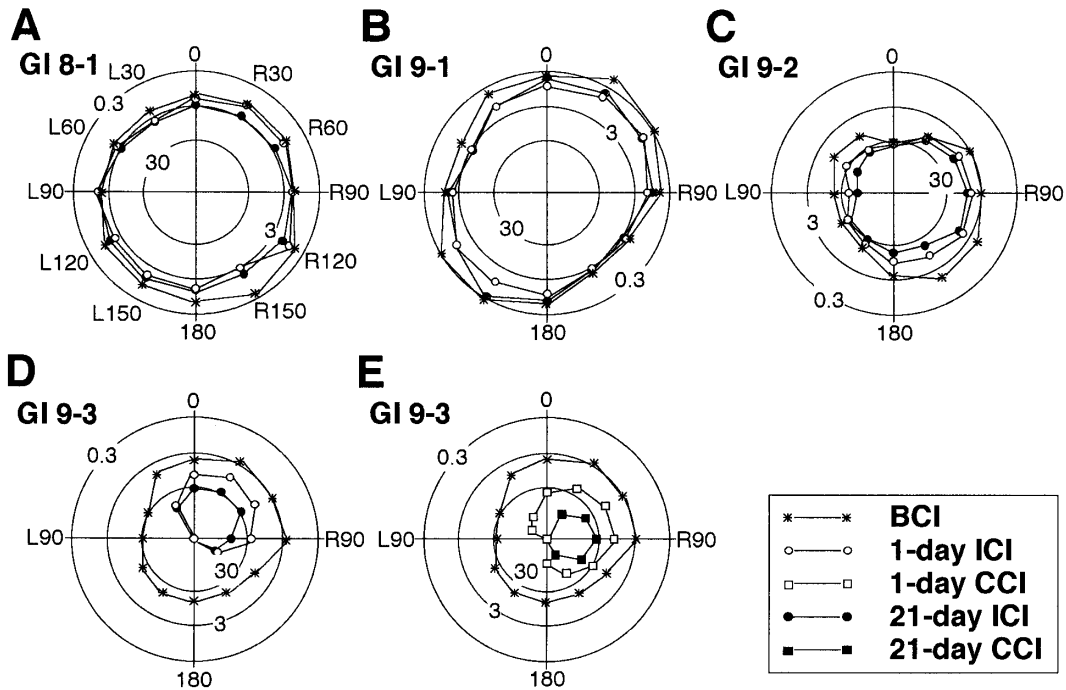 A
GI 8-1
0
L30
R30
0.3
L60
R60
30
L90
R90
3
L120
R120
L150
R150
180
B
GI 9-1
0
3
L90
R90
30
0.3
180
C
GI 9-2
0
30
L90
R90
3
0.3
180
D
GI 9-3
0
0.3
L90
R90
30
3
180
E
GI 9-3
0
0.3
L90
R90
30
3
180
BCI
1-day ICI
1-day CCI
21-day ICI
21-day CCI